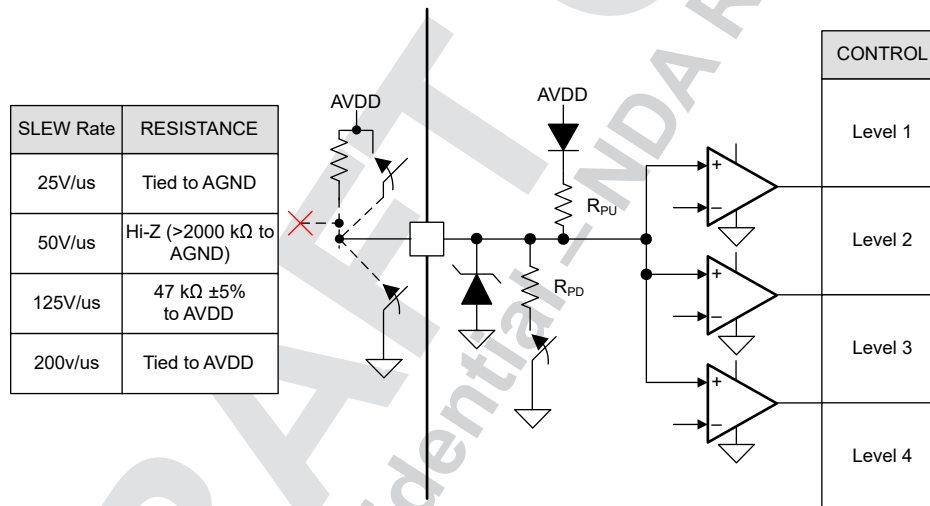 SLEW Rate RESISTANCE
25V/us Tied to AGND
50V/us Hi-Z (>2000 kΩ to
AGND)
125V/us 47 kΩ ±5%
to AVDD
200v/us Tied to AVDD
AVDD
AVDD
RPU
RPD
+
−
+
−
+
−
CONTROL
Level 1
Level 2
Level 3
Level 4